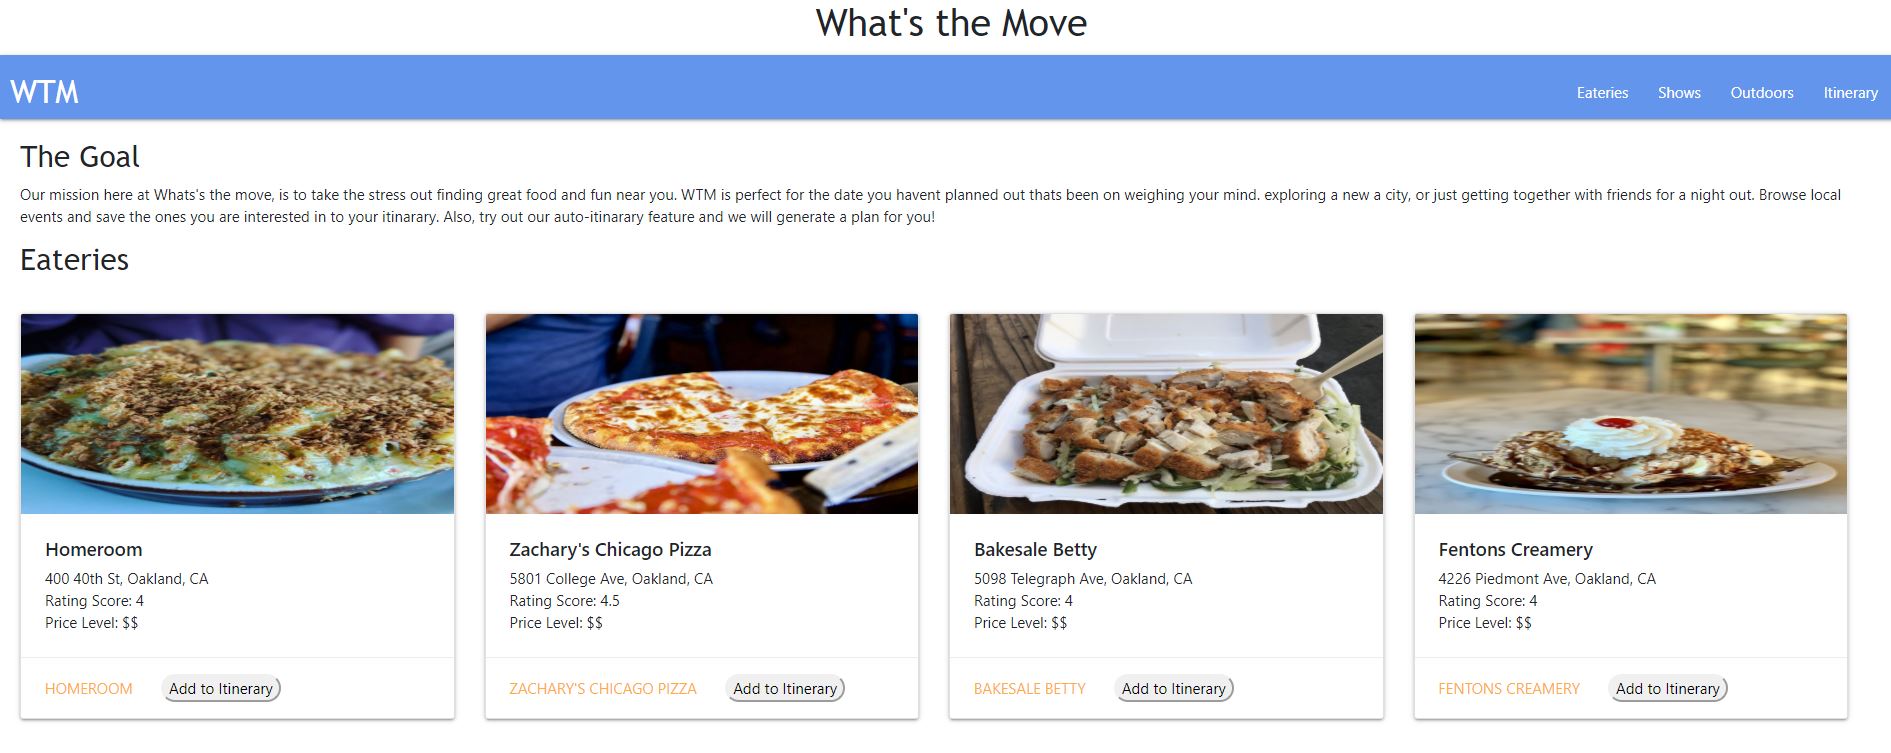 What's the Move
WTM
Eateries
Shows
Outdoors
Itinerary
The Goal
Our mission here at Whats's the move, is to take the stress out finding great food and fun near you. WTM is perfect for the date you havent planned out thats been on weighing your mind. exploring a new a city, or just getting together with friends for a night out. Browse local
events and save the ones you are interested in to your itinarary. Also, try out our auto-itinarary feature and we will generate a plan for you!
Eateries
Homeroom
400 40th St, Oakland, CA
Rating Score: 4
Price Level: $$
HOMEROOM
Add to Itinerary
Zachary's Chicago Pizza
5801 College Ave, Oakland, CA
Rating Score: 4.5
Price Level: $$
ZACHARY'S CHICAGO PIZZA
Add to Itinerary
Bakesale Betty
5098 Telegraph Ave, Oakland, CA
Rating Score: 4
Price Level: $$
BAKESALE BETTY
Add to Itinerary
Fentons Creamery
4226 Piedmont Ave, Oakland, CA
Rating Score: 4
Price Level: $$
FENTONS CREAMERY
Add to Itinerary